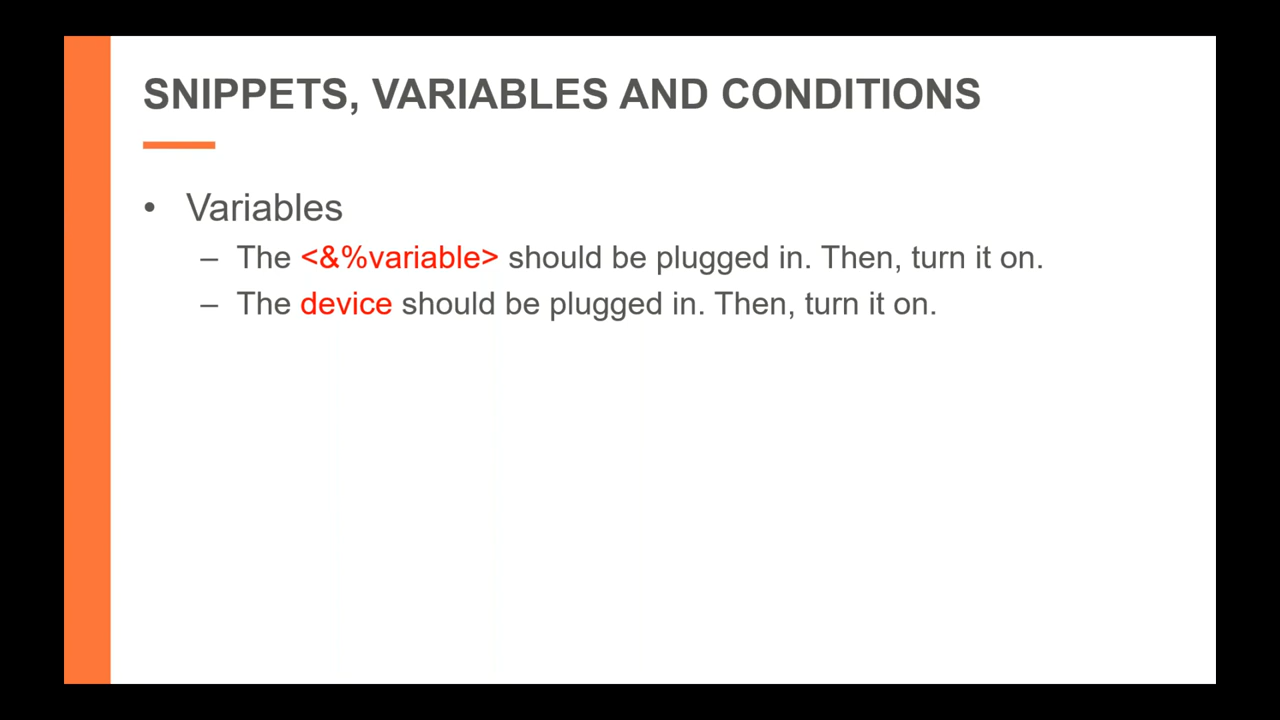 SNIPPETS, VARIABLES AND CONDITIONS
• Variables
– The <&%variable> should be plugged in. Then, turn it on.
– The device should be plugged in. Then, turn it on.